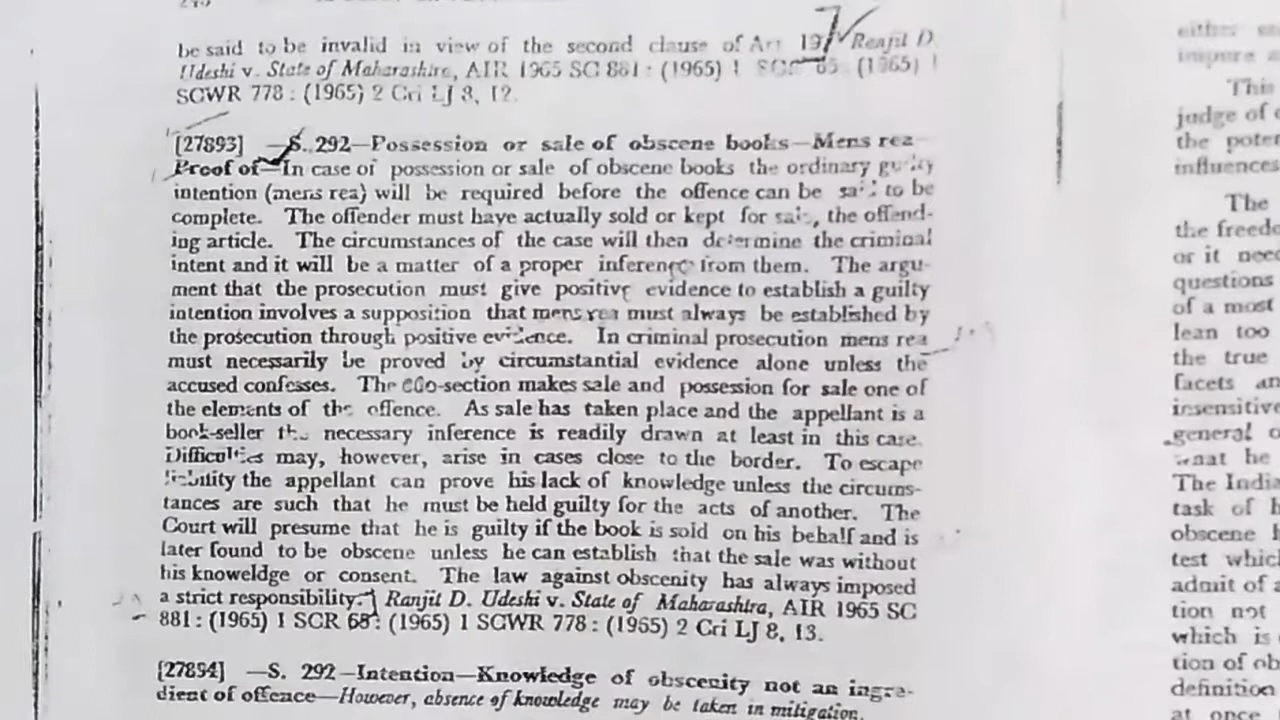 be said to be invalid in view of the second clause of Art 19 Ranjit D.
Udeshi v. State of Maharashtra, AIR 1965 SC 881 : (1965) 1 SCR 65 : (1965) 1
SCWR 778 : (1965) 2 Cri LJ 8, 12.
[27893] —S. 292—Possession or sale of obscene books—Mens rea—
Proof of—In case of possession or sale of obscene books the ordinary guilty
intention (mens rea) will be required before the offence can be said to be
complete. The offender must have actually sold or kept for sale, the offend-
ing article. The circumstances of the case will then determine the criminal
intent and it will be a matter of a proper inference from them. The argu-
ment that the prosecution must give positive evidence to establish a guilty
intention involves a supposition that mens rea must always be established by
the prosecution through positive evidence. In criminal prosecution mens rea
must necessarily be proved by circumstantial evidence alone unless the
accused confesses. The -section makes sale and possession for sale one of
the elements of the offence. As sale has taken place and the appellant is a
book-seller the necessary inference is readily drawn at least in this case.
Difficulties may, however, arise in cases close to the border. To escape
liability the appellant can prove his lack of knowledge unless the circums-
tances are such that he must be held guilty for the acts of another. The
Court will presume that he is guilty if the book is sold on his behalf and is
later found to be obscene unless he can establish that the sale was without
his knoweldge or consent. The law against obscenity has always imposed
a strict responsibility. Ranjit D. Udeshi v. State of Maharashtra, AIR 1965 SC
881 : (1965) 1 SCR 65 : (1965) 1 SCWR 778 : (1965) 2 Cri LJ 8, 13.
[27894] —S. 292—Intention—Knowledge of obscenity not an ingre-
dient of offence—However, absence of knowledge may be taken in mitigation.
either
impure
This
judge of
the
influences
The
the
or it
questions
of a most
lean too
the true
facets
insensitive
general
what he
The
task of
obscene
test
admit of
tion not
which is
tion of
definition
at once